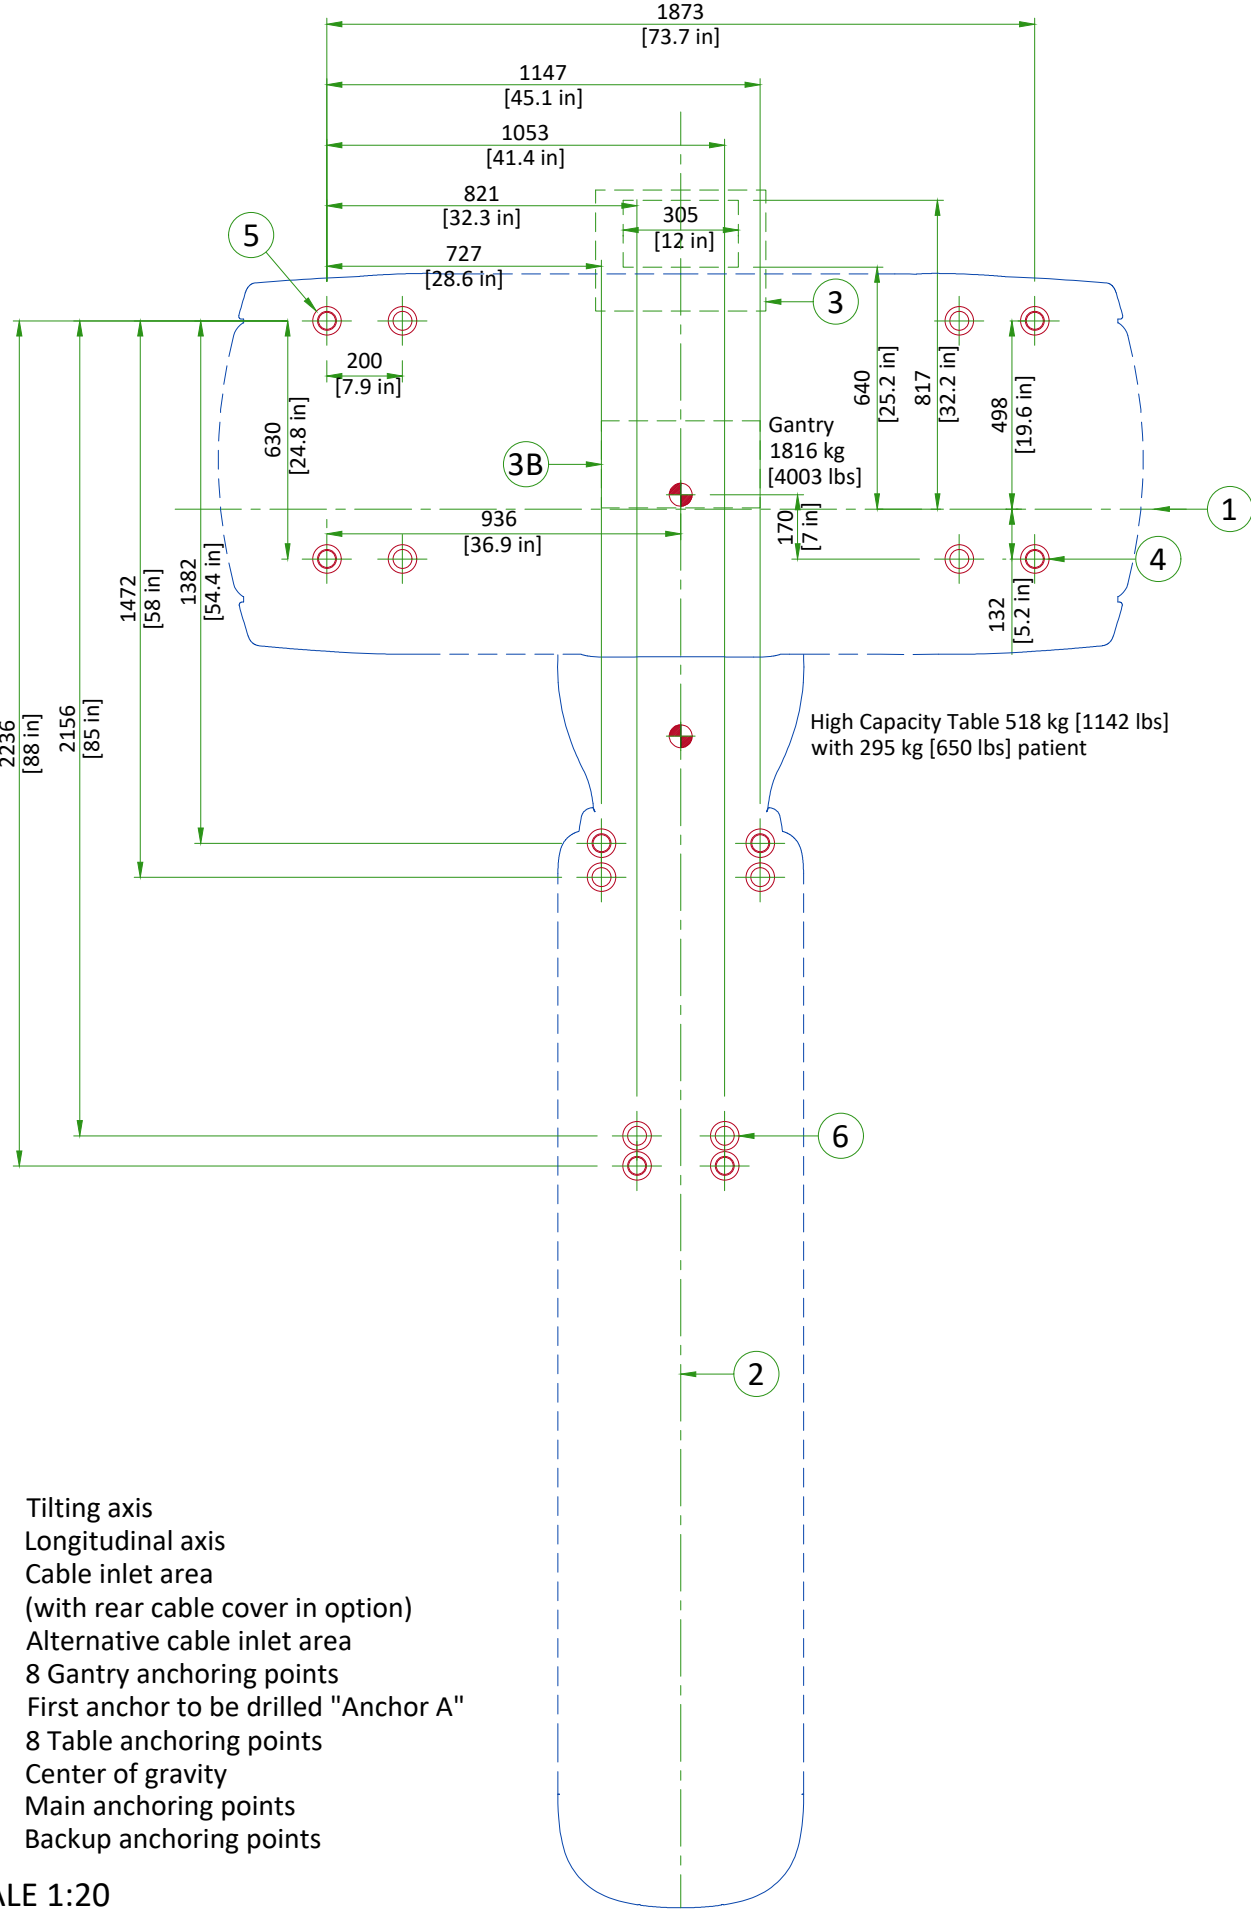 1873
[73.7 in]
1147
[45.1 in]
1053
[41.4 in]
821
[32.3 in]
305
[12 in]
727
[28.6 in]
5
3
200
[7.9 in]
630
[24.8 in]
640
[25.2 in]
817
[32.2 in]
498
[19.6 in]
Gantry
1816 kg
[4003 lbs]
3B
1
936
[36.9 in]
170
[7 in]
4
132
[5.2 in]
1382
[54.4 in]
1472
[58 in]
2156
[85 in]
2236
[88 in]
High Capacity Table 518 kg [1142 lbs]
with 295 kg [650 lbs] patient
6
2
Tilting axis
Longitudinal axis
Cable inlet area
(with rear cable cover in option)
Alternative cable inlet area
8 Gantry anchoring points
First anchor to be drilled "Anchor A"
8 Table anchoring points
Center of gravity
Main anchoring points
Backup anchoring points
ALE 1:20